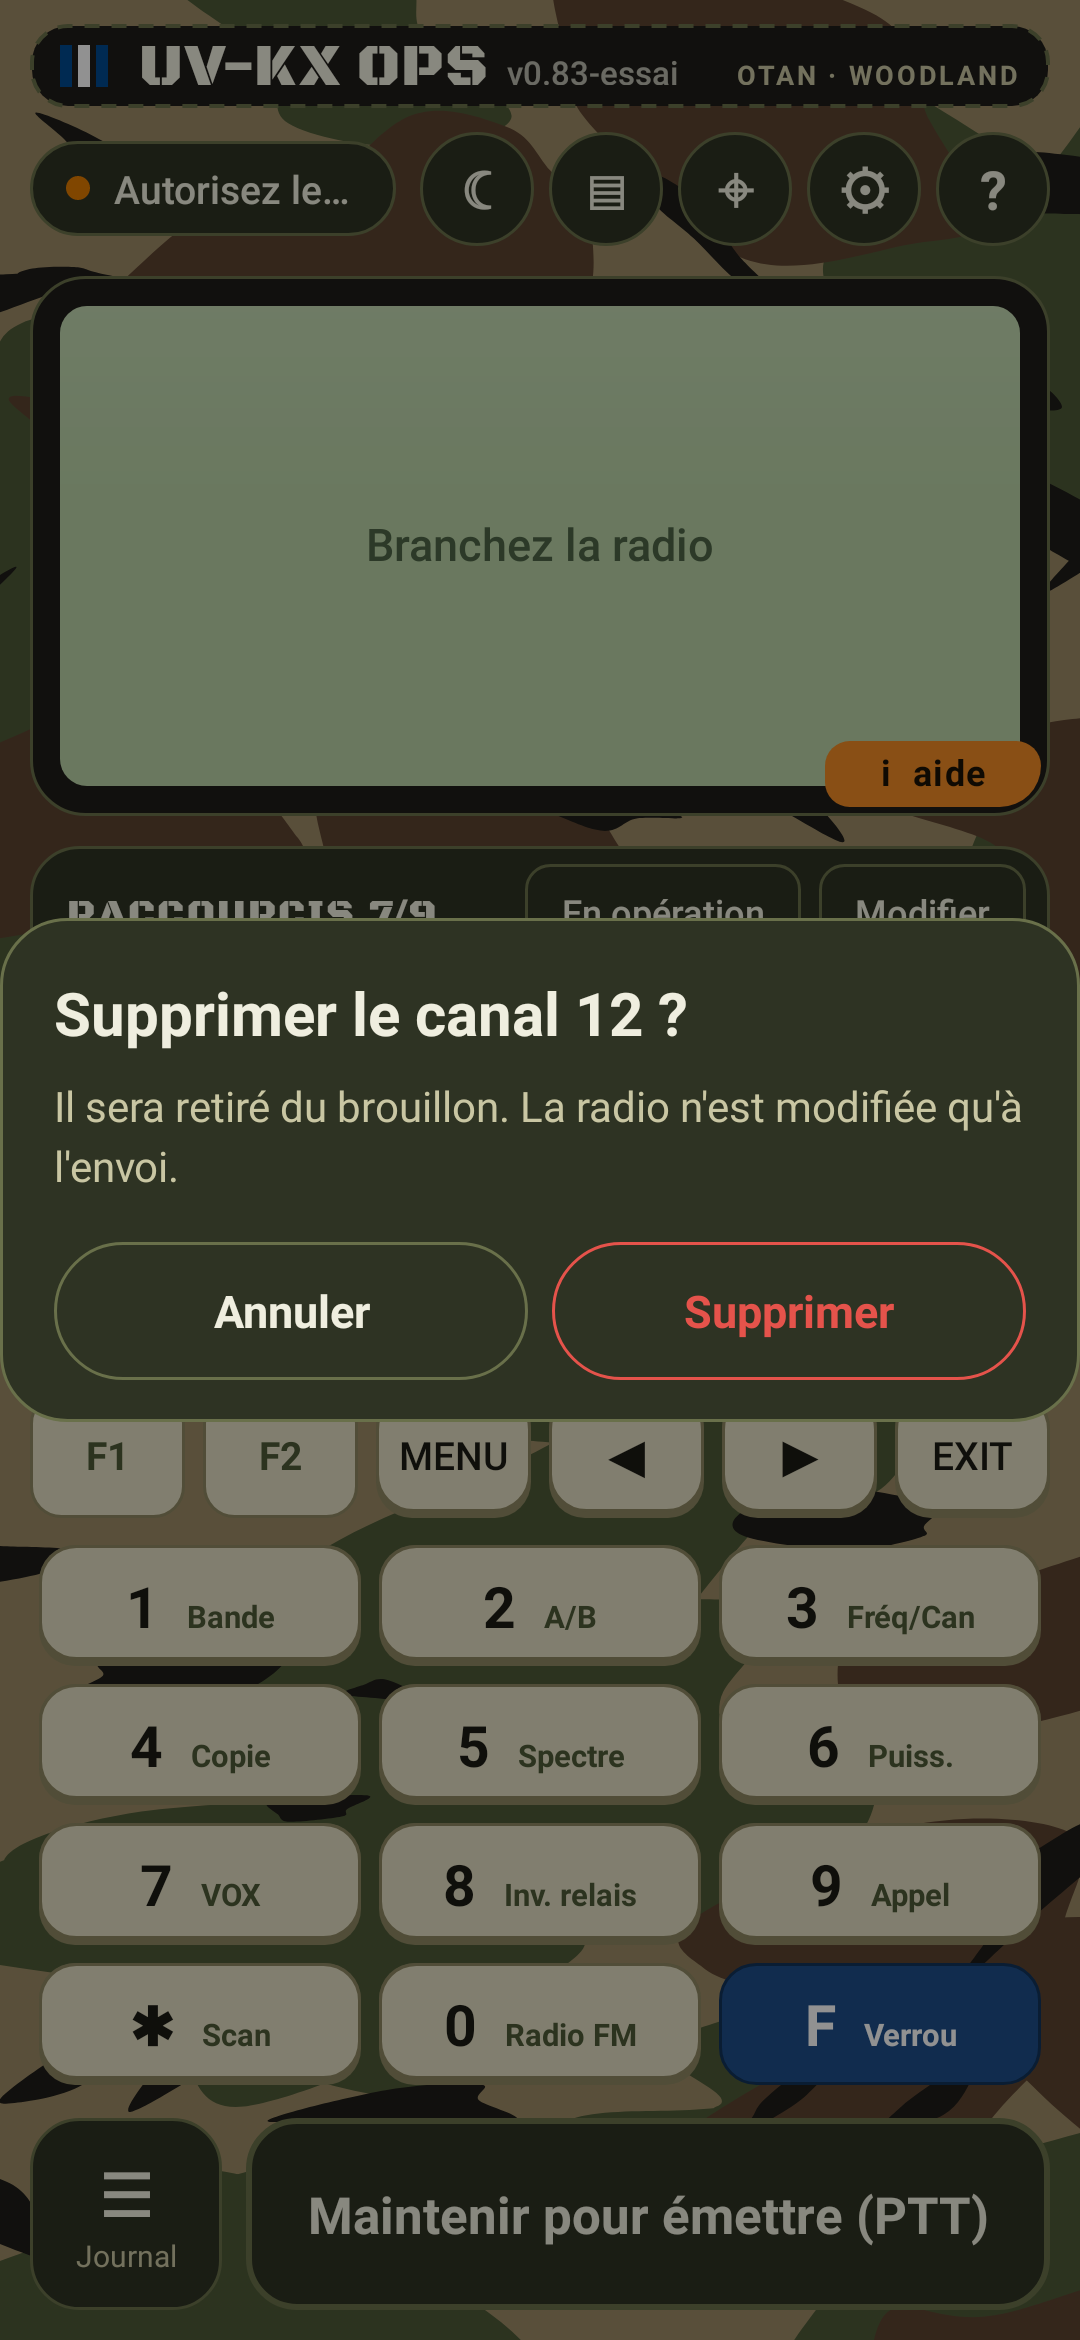 UV-KX OPS v0.83-essai OTAN · WOODLAND
Autorisez le… ?
Branchez la radio
i aide
RACCOURCIS 7/9 En opération Modifier
Supprimer le canal 12 ?
Il sera retiré du brouillon. La radio n'est modifiée qu'à
l'envoi.
Annuler Supprimer
F1 F2 MENU ◀ ▶ EXIT
1 Bande 2 A/B 3 Fréq/Can
4 Copie 5 Spectre 6 Puiss.
7 VOX 8 Inv. relais 9 Appel
✱ Scan 0 Radio FM F Verrou
Journal Maintenir pour émettre (PTT)